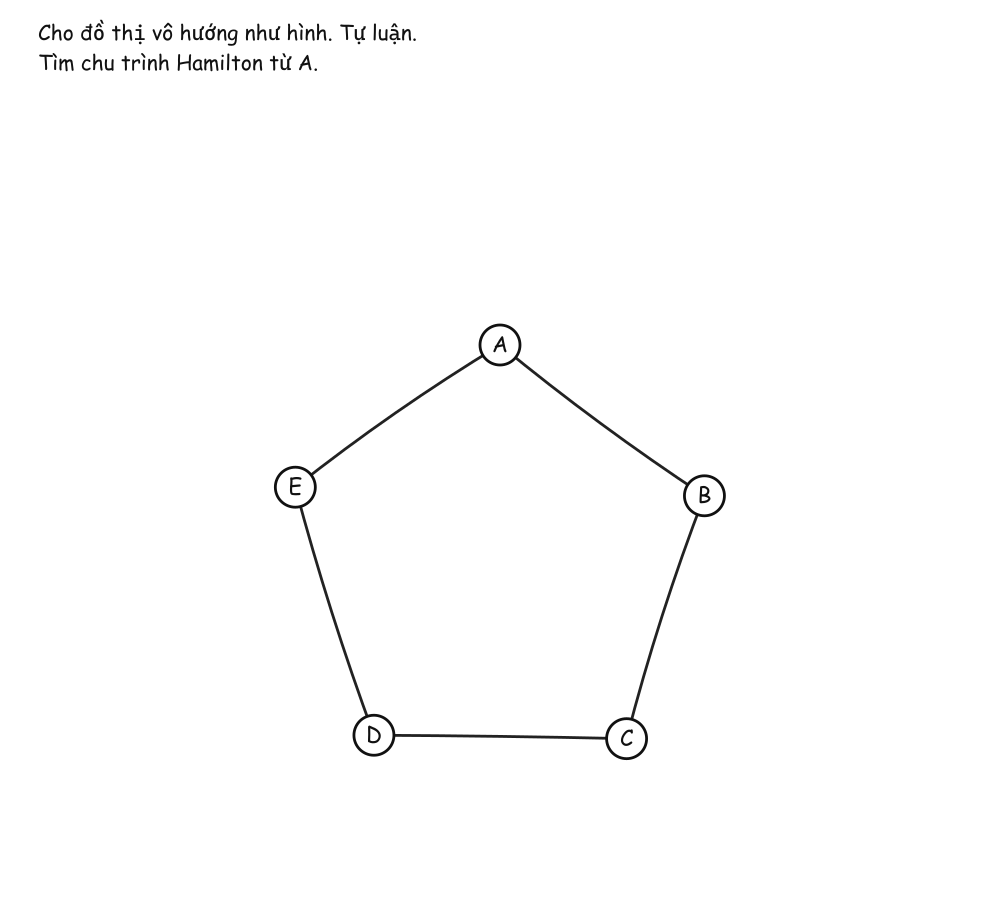 Cho đồ thị vô hướng như hình. Tự luận.
Tìm chu trình Hamilton từ A.
A
E
B
D
C